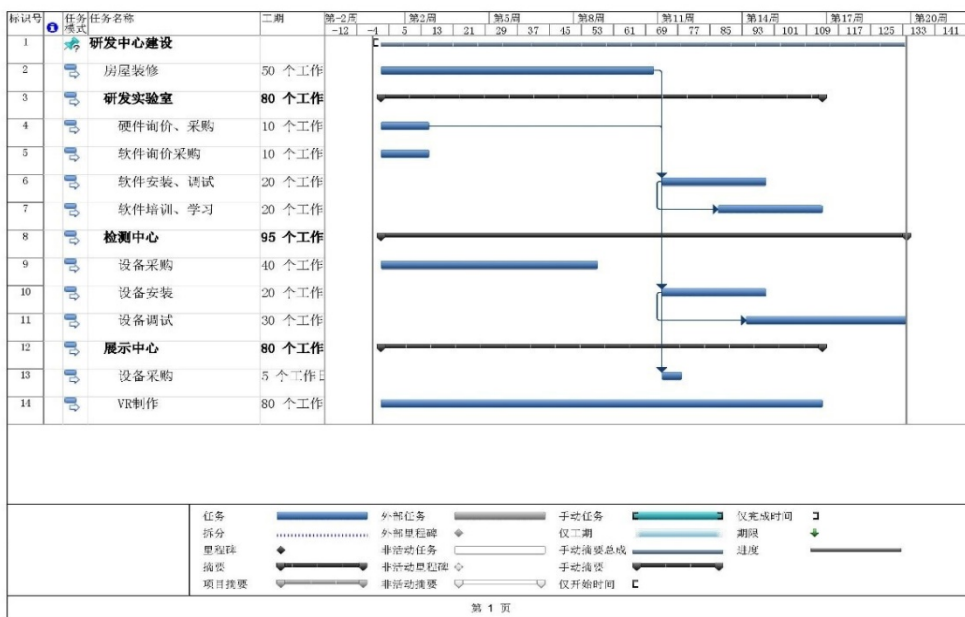 标识号 任务模式 任务名称 工期 第-2周 第2周 第5周 第8周 第11周 第14周 第17周 第20周
-12 -4 5 13 21 29 37 45 53 61 69 77 85 93 101 109 117 125 133 141
1 研发中心建设
2 房屋装修 50 个工作
3 研发实验室 80 个工作
4 硬件询价、采购 10 个工作
5 软件询价采购 10 个工作
6 软件安装、调试 20 个工作
7 软件培训、学习 20 个工作
8 检测中心 95 个工作
9 设备采购 40 个工作
10 设备安装 20 个工作
11 设备调试 30 个工作
12 展示中心 80 个工作
13 设备采购 5 个工作日
14 VR制作 80 个工作
任务 外部任务 手动任务 仅完成时间
拆分 外部里程碑 仅工期 期限
里程碑 非活动任务 手动摘要总成 进度
摘要 非活动里程碑 手动摘要
项目摘要 非活动摘要 仅开始时间
第 1 页